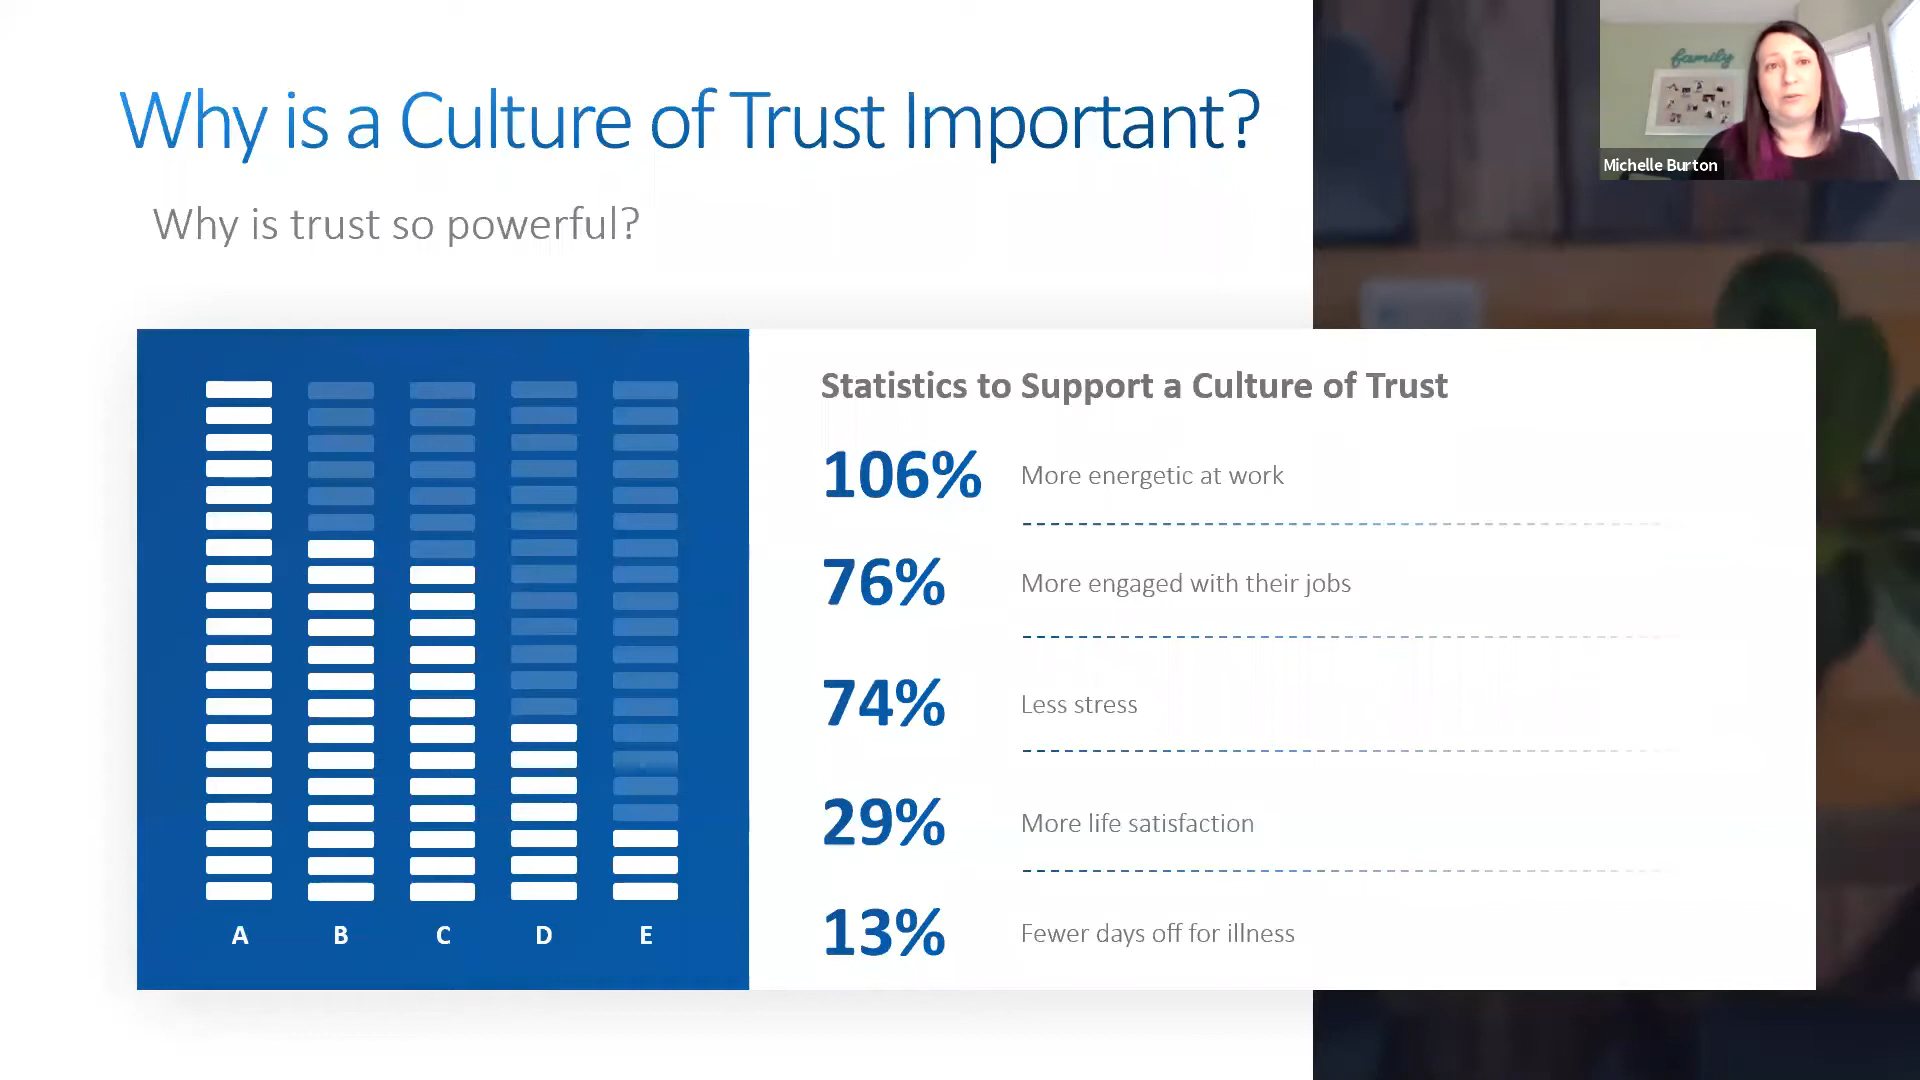 Why is a Culture of Trust Important?
Why is trust so powerful?
family
Michelle Burton
Statistics to Support a Culture of Trust
106% More energetic at work
76% More engaged with their jobs
74% Less stress
29% More life satisfaction
13% Fewer days off for illness
A B C D E